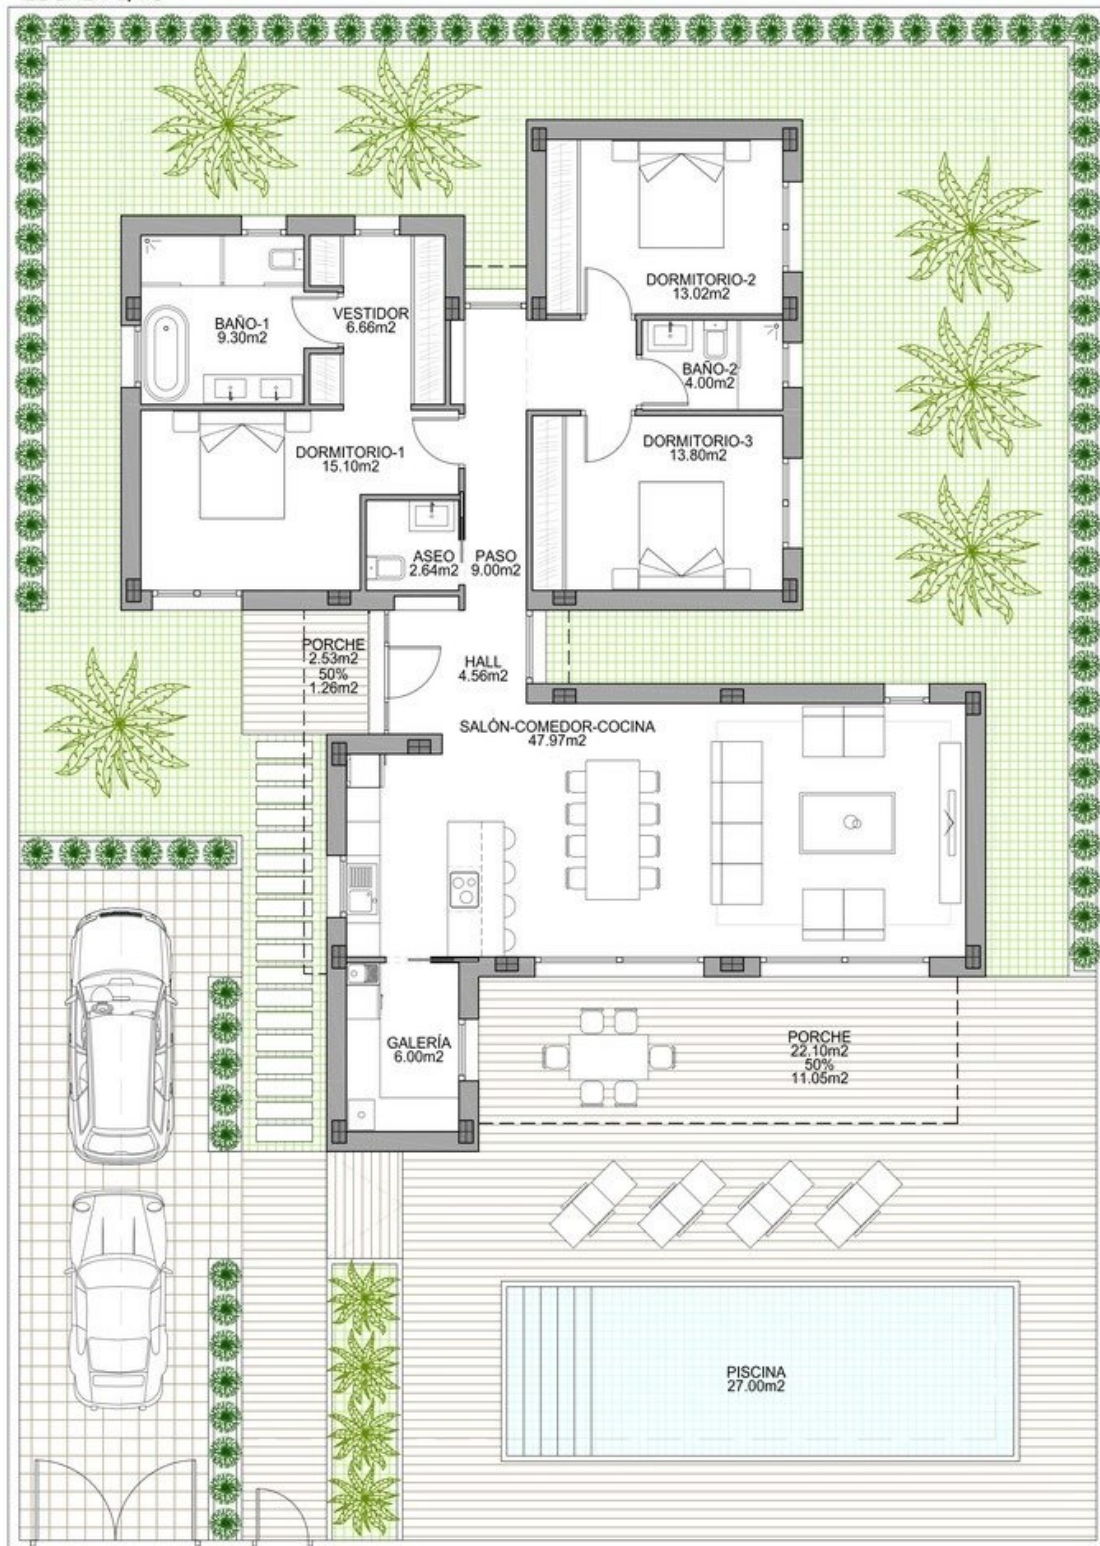 DORMITORIO-2
13.02m2
BAÑO-1
9.30m2
VESTIDOR
6.66m2
BAÑO-2
4.00m2
DORMITORIO-1
15.10m2
DORMITORIO-3
13.80m2
ASEO
2.64m2
PASO
9.00m2
PORCHE
2.53m2
50%
1.26m2
HALL
4.56m2
SALÓN-COMEDOR-COCINA
47.97m2
GALERÍA
6.00m2
PORCHE
22.10m2
50%
11.05m2
PISCINA
27.00m2